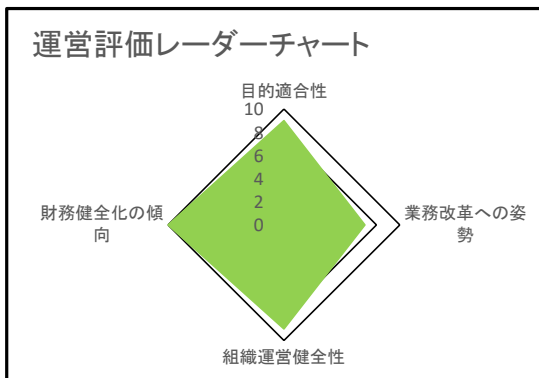 運営評価レーダーチャート
目的適合性
10
8
6
4
2
0
業務改革への姿
勢
組織運営健全性
財務健全化の傾
向